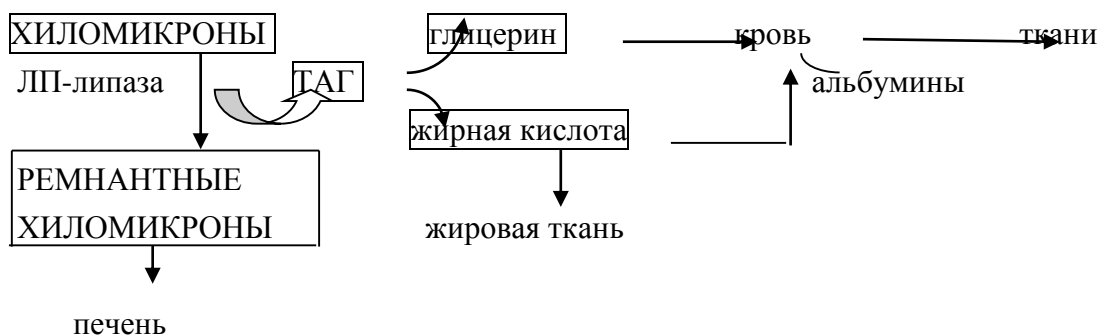 ХИЛОМИКРОНЫ глицерин кровь ткани
ЛП-липаза ТАГ альбумины
жирная кислота
РЕМНАНТНЫЕ
ХИЛОМИКРОНЫ жировая ткань
печень